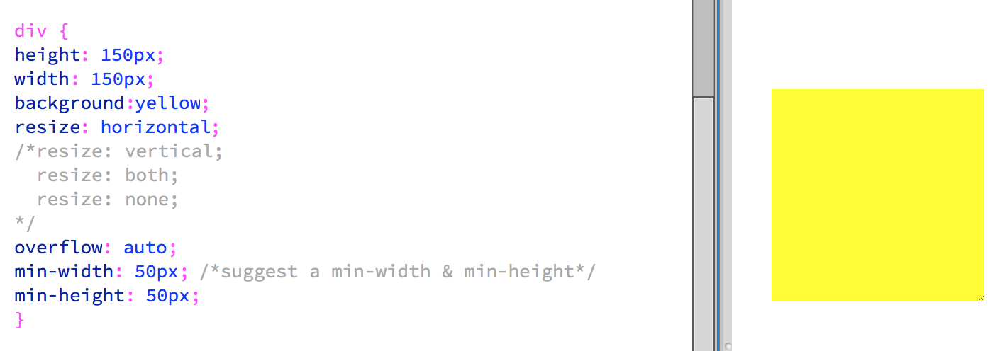 div {
height: 150px;
width: 150px;
background:yellow;
resize: horizontal;
/*resize: vertical;
  resize: both;
  resize: none;
*/
overflow: auto;
min-width: 50px; /*suggest a min-width & min-height*/
min-height: 50px;
}